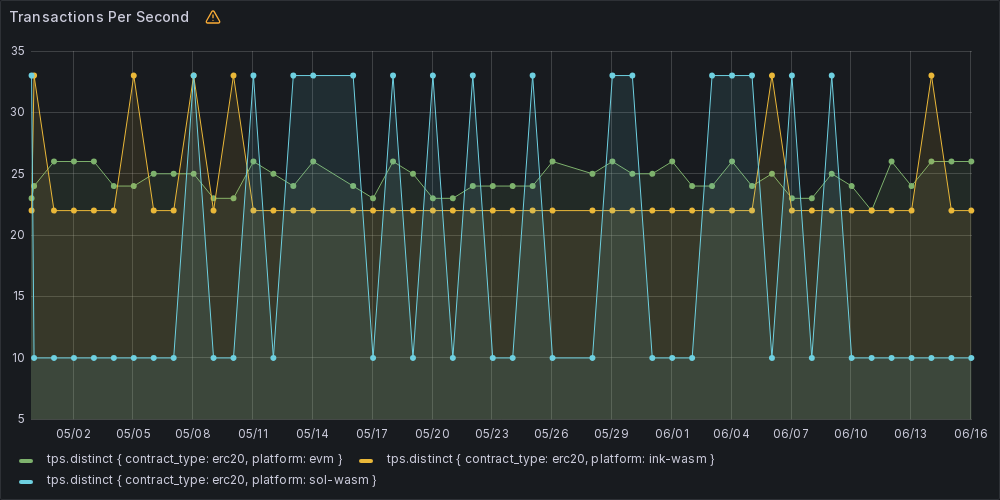 Transactions Per Second
35
30
25
20
15
10
5
05/02 05/05 05/08 05/11 05/14 05/17 05/20 05/23 05/26 05/29 06/01 06/04 06/07 06/10 06/13 06/16
tps.distinct { contract_type: erc20, platform: evm } tps.distinct { contract_type: erc20, platform: ink-wasm }
tps.distinct { contract_type: erc20, platform: sol-wasm }